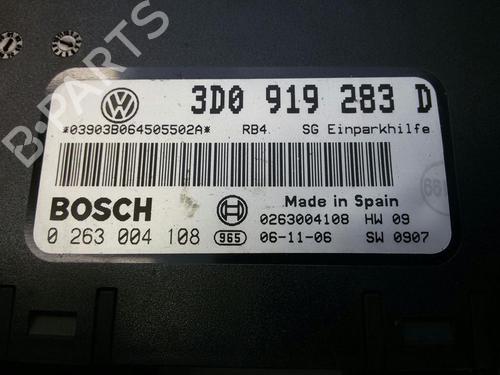 3D0 919 283 D
*03903B064505502A* RB4 SG Einparkhilfe
BOSCH
Made in Spain
0263004108 HW 09
0 263 004 108 965 06-11-06 SW 0907
B-PARTS